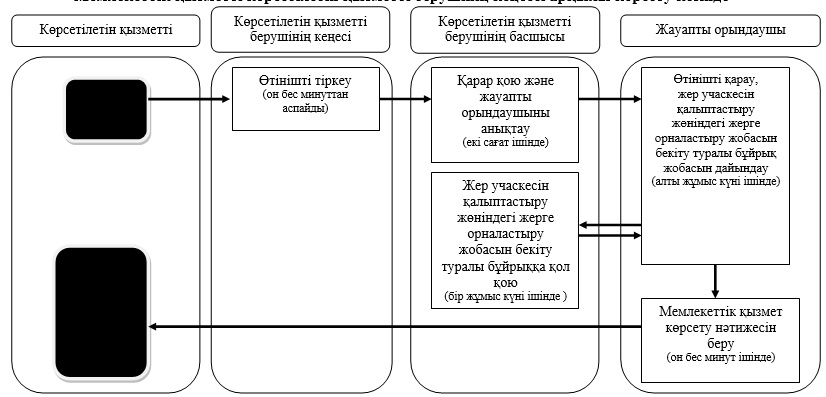 Көрсетілетін қызметті
Көрсетілетін қызметті
берушінің кеңесі
Көрсетілетін қызметті
берушінің басшысы
Жауапты орындаушы
Өтінішті тіркеу
(он бес минуттан
аспайды)
Қарар қою және
жауапты
орындаушыны
анықтау
(екі сағат ішінде)
Өтінішті қарау,
жер учаскесін
қалыптастыру
жөніндегі жерге
орналастыру жобасын
бекіту туралы бұйрық
жобасын дайындау
(алты жұмыс күні ішінде)
Жер учаскесін
қалыптастыру
жөніндегі жерге
орналастыру
жобасын бекіту
туралы бұйрыққа қол
қою
(бір жұмыс күні ішінде )
Мемлекеттік қызмет
көрсету нәтижесін
беру
(он бес минут ішінде)